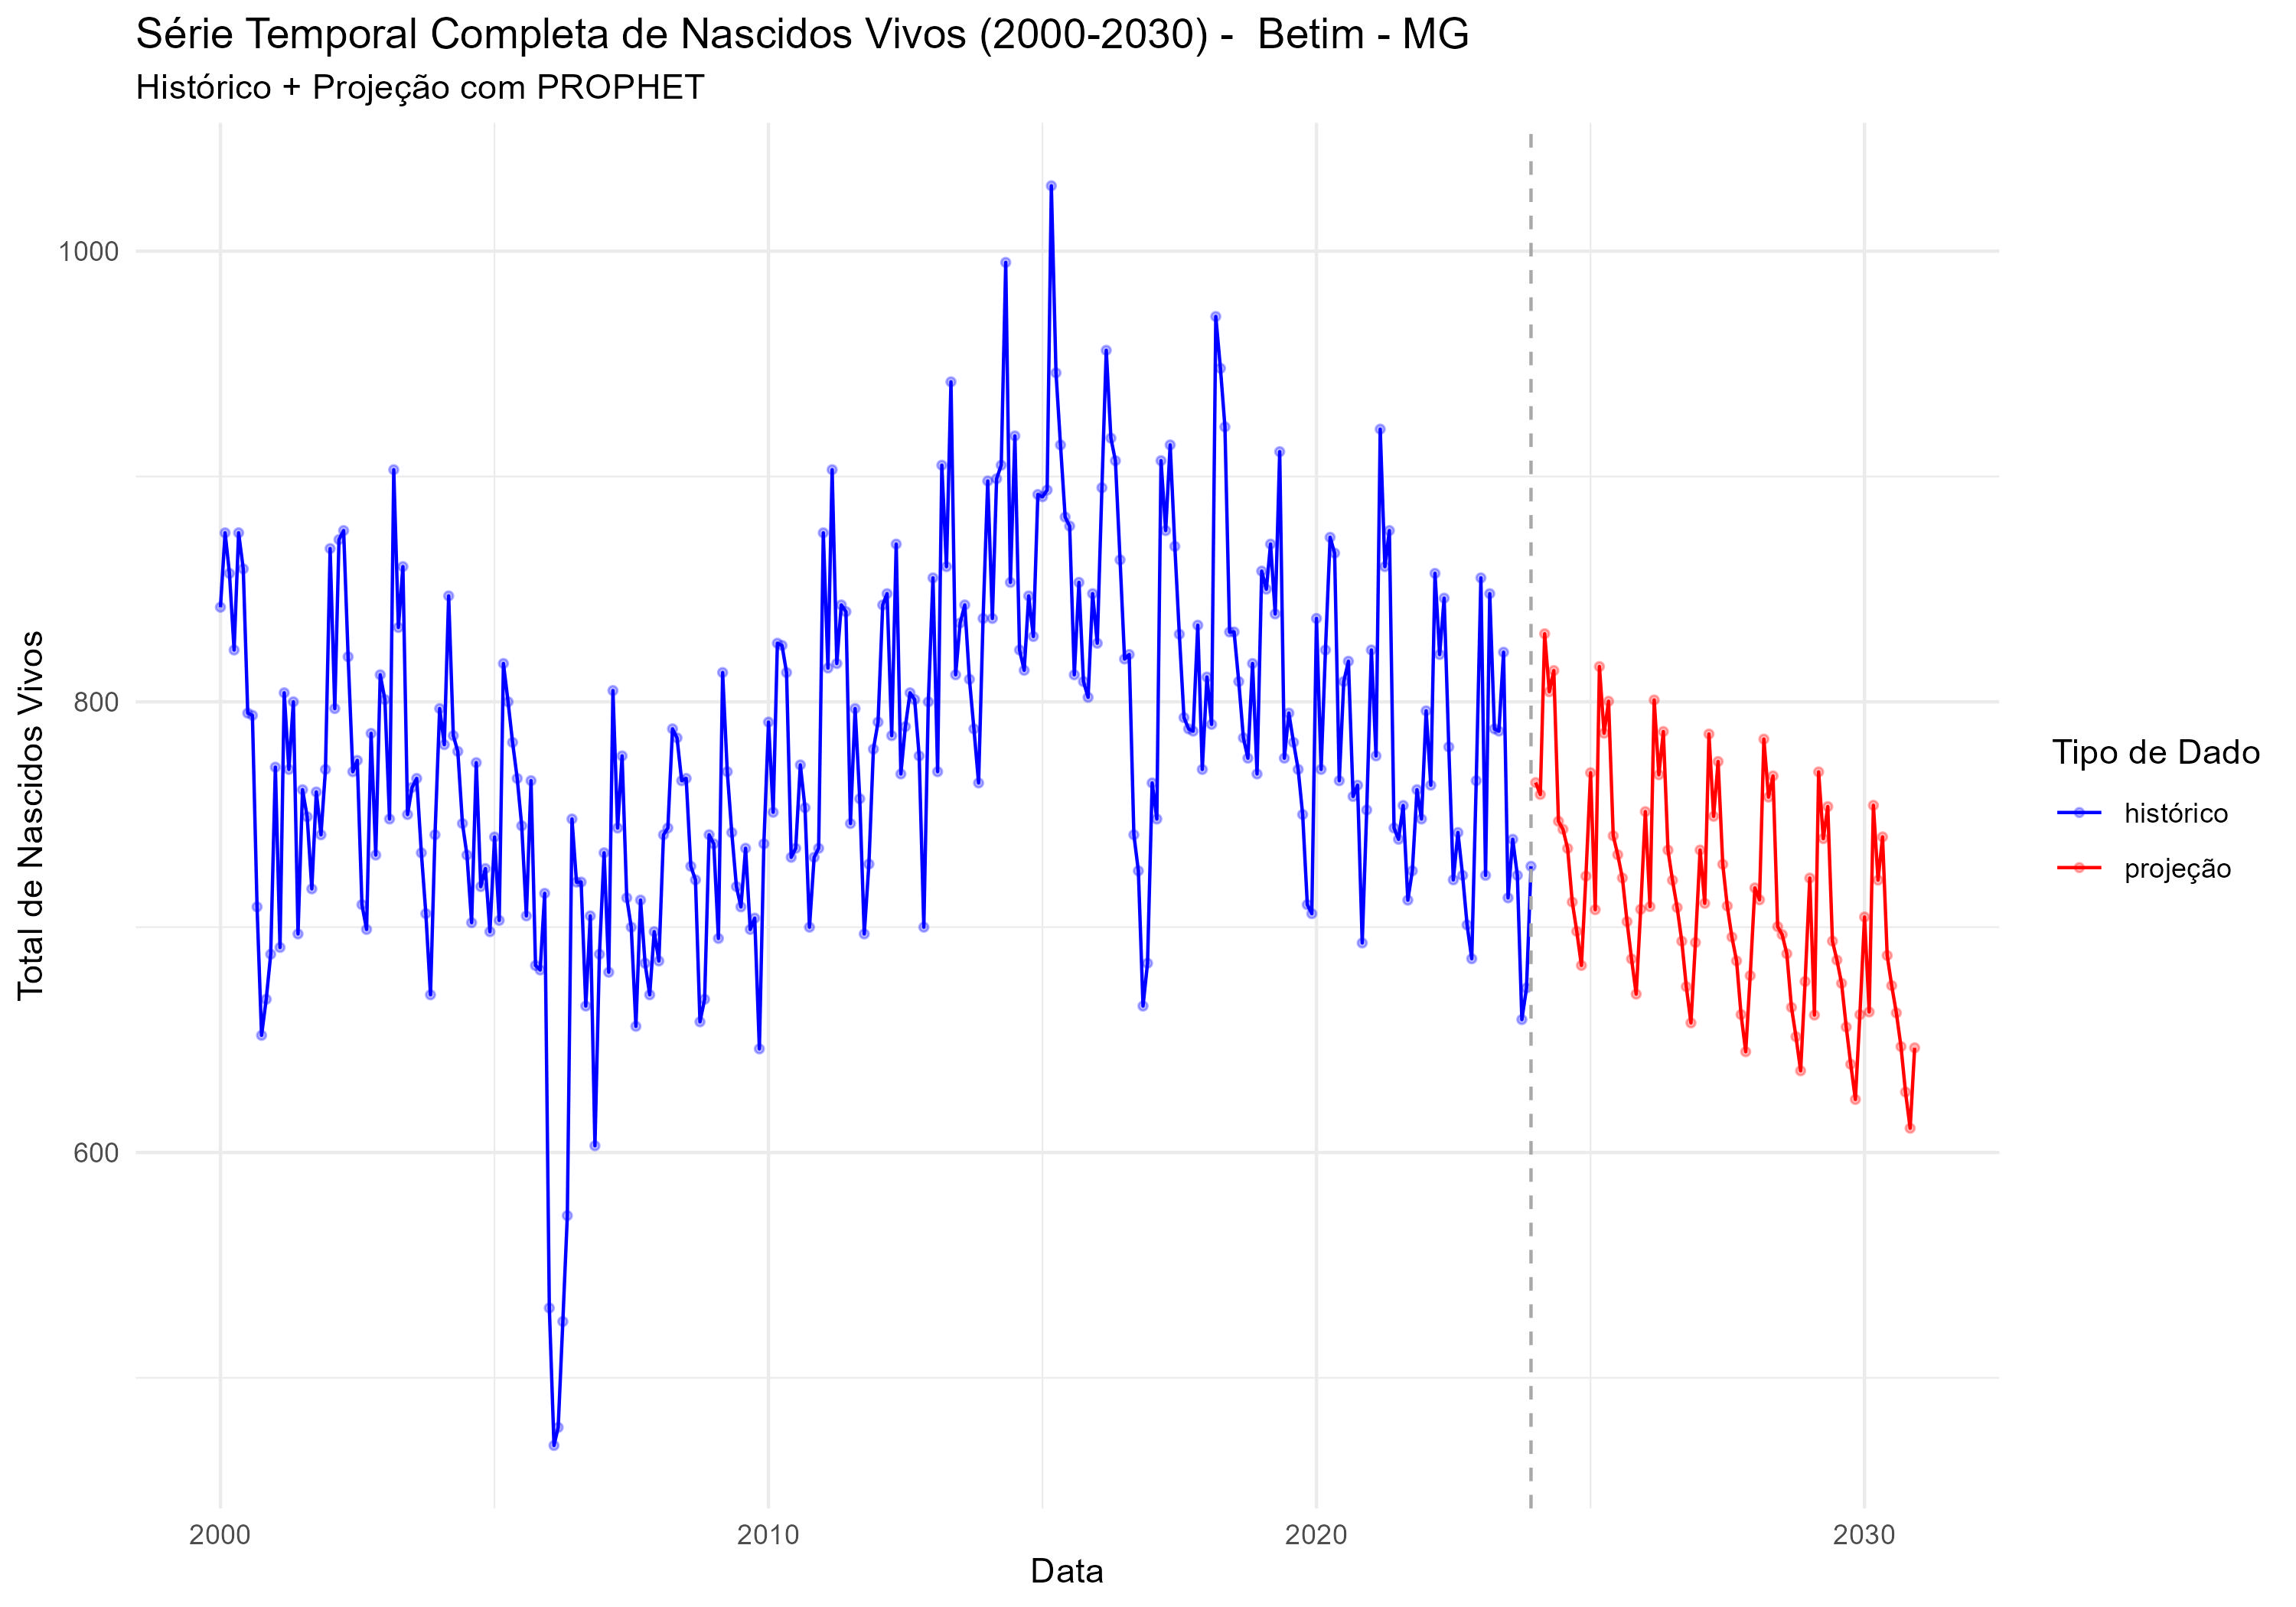 Série Temporal Completa de Nascidos Vivos (2000-2030) -  Betim - MG
Histórico + Projeção com PROPHET
Total de Nascidos Vivos
1000
800
600
2000
2010
2020
2030
Data
Tipo de Dado
histórico
projeção